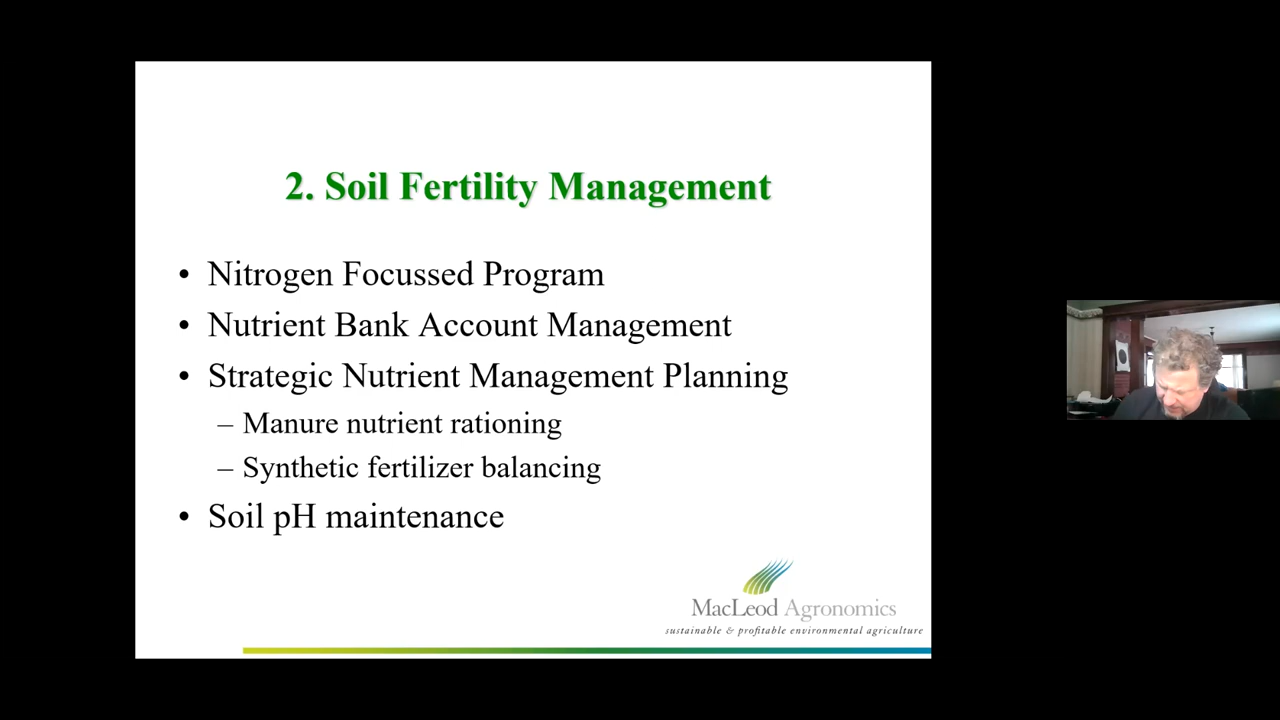 2. Soil Fertility Management
• Nitrogen Focussed Program
• Nutrient Bank Account Management
• Strategic Nutrient Management Planning
– Manure nutrient rationing
– Synthetic fertilizer balancing
• Soil pH maintenance
MacLeod Agronomics
sustainable & profitable environmental agriculture